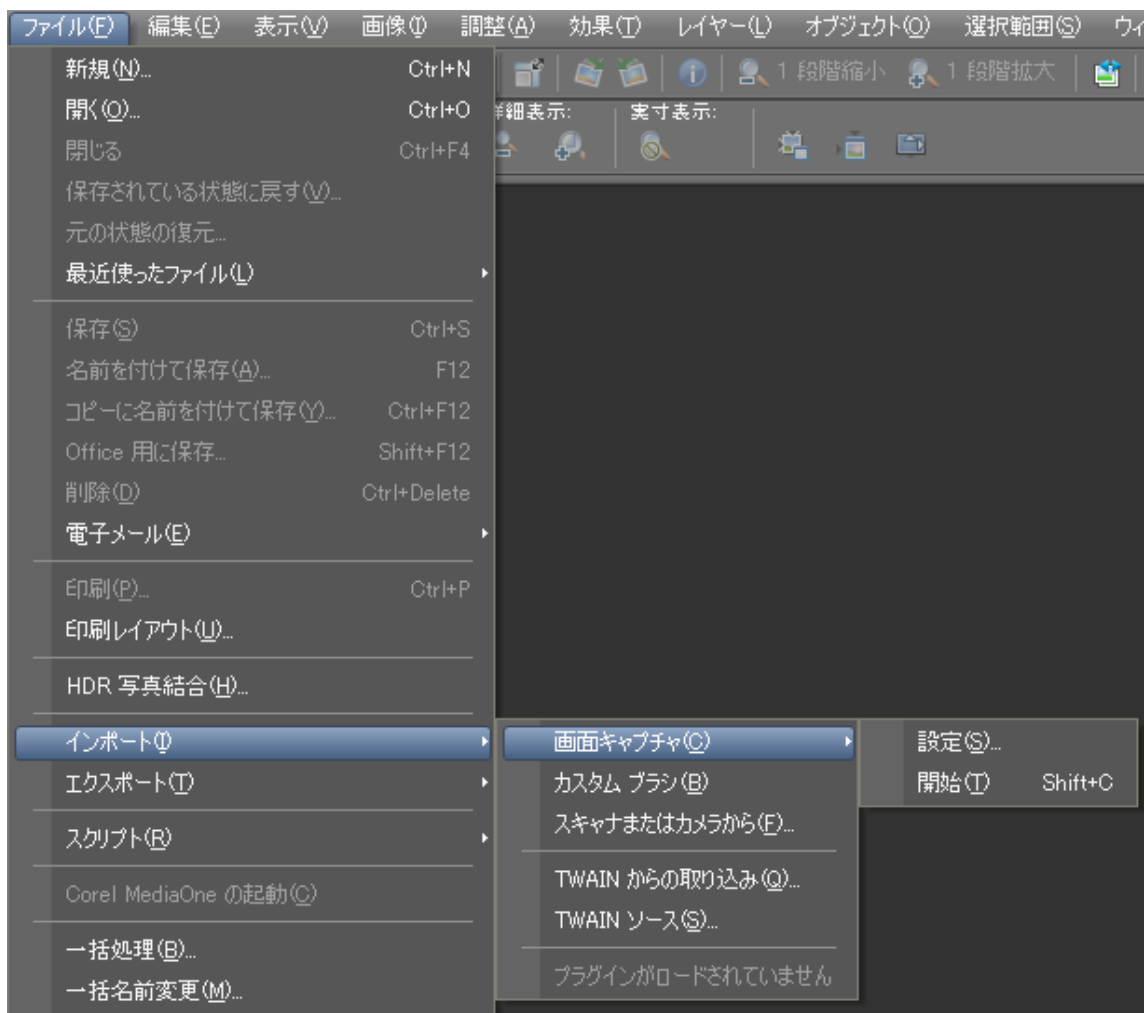 ファイル(F) 編集(E) 表示(V) 画像(I) 調整(A) 効果(T) レイヤー(L) オブジェクト(O) 選択範囲(S) ウィ
1 段階縮小 1 段階拡大
詳細表示: 実寸表示:
新規(N)... Ctrl+N
開く(O)... Ctrl+O
閉じる Ctrl+F4
保存されている状態に戻す(V)...
元の状態の復元...
最近使ったファイル(L)
保存(S) Ctrl+S
名前を付けて保存(A)... F12
コピーに名前を付けて保存(Y)... Ctrl+F12
Office 用に保存... Shift+F12
削除(D) Ctrl+Delete
電子メール(E)
印刷(P)... Ctrl+P
印刷レイアウト(U)...
HDR 写真結合(H)...
インポート(I)
エクスポート(T)
スクリプト(R)
Corel MediaOne の起動(C)
一括処理(B)...
一括名前変更(M)...
画面キャプチャ(C)
カスタム ブラシ(B)
スキャナまたはカメラから(F)...
TWAIN からの取り込み(Q)...
TWAIN ソース(S)...
プラグインがロードされていません
設定(S)...
開始(T) Shift+C